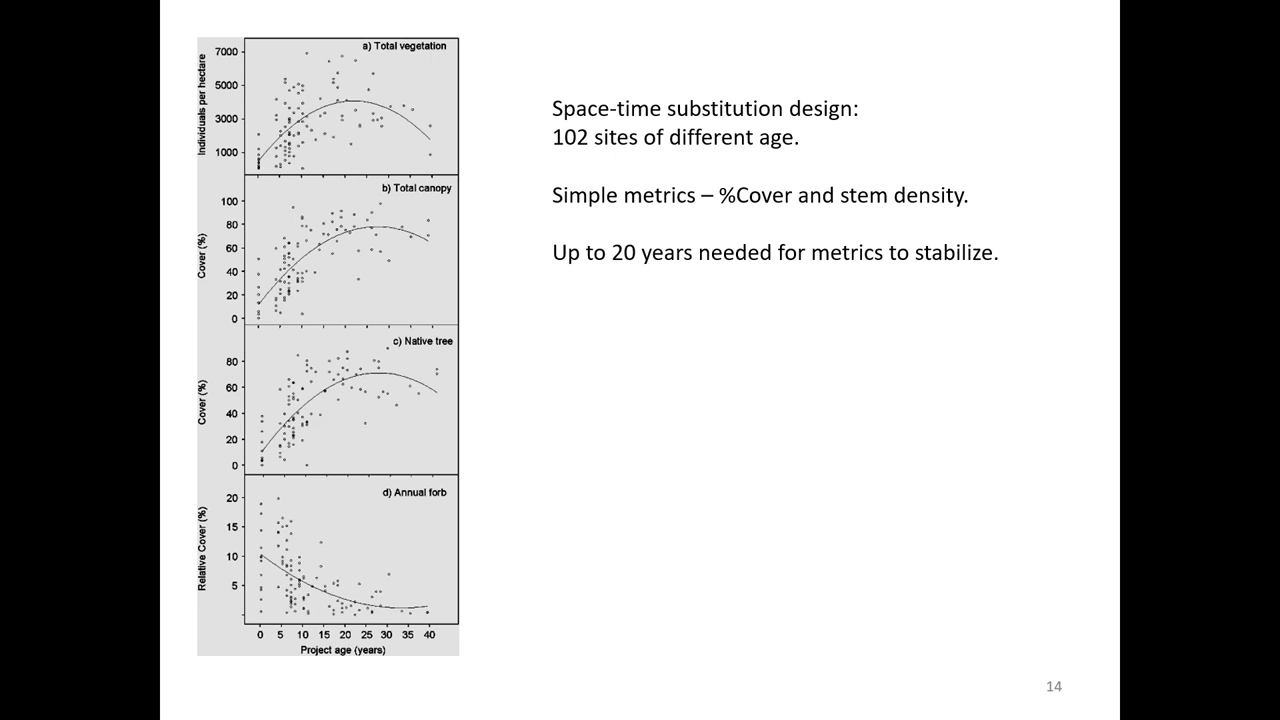 a) Total vegetation
Individuals per hectare
7000
5000
3000
1000
b) Total canopy
Cover (%)
100
80
60
40
20
0
c) Native tree
Cover (%)
80
60
40
20
0
d) Annual forb
Relative Cover (%)
20
15
10
5
0 5 10 15 20 25 30 35 40
Project age (years)
Space-time substitution design:
102 sites of different age.
Simple metrics – %Cover and stem density.
Up to 20 years needed for metrics to stabilize.
14